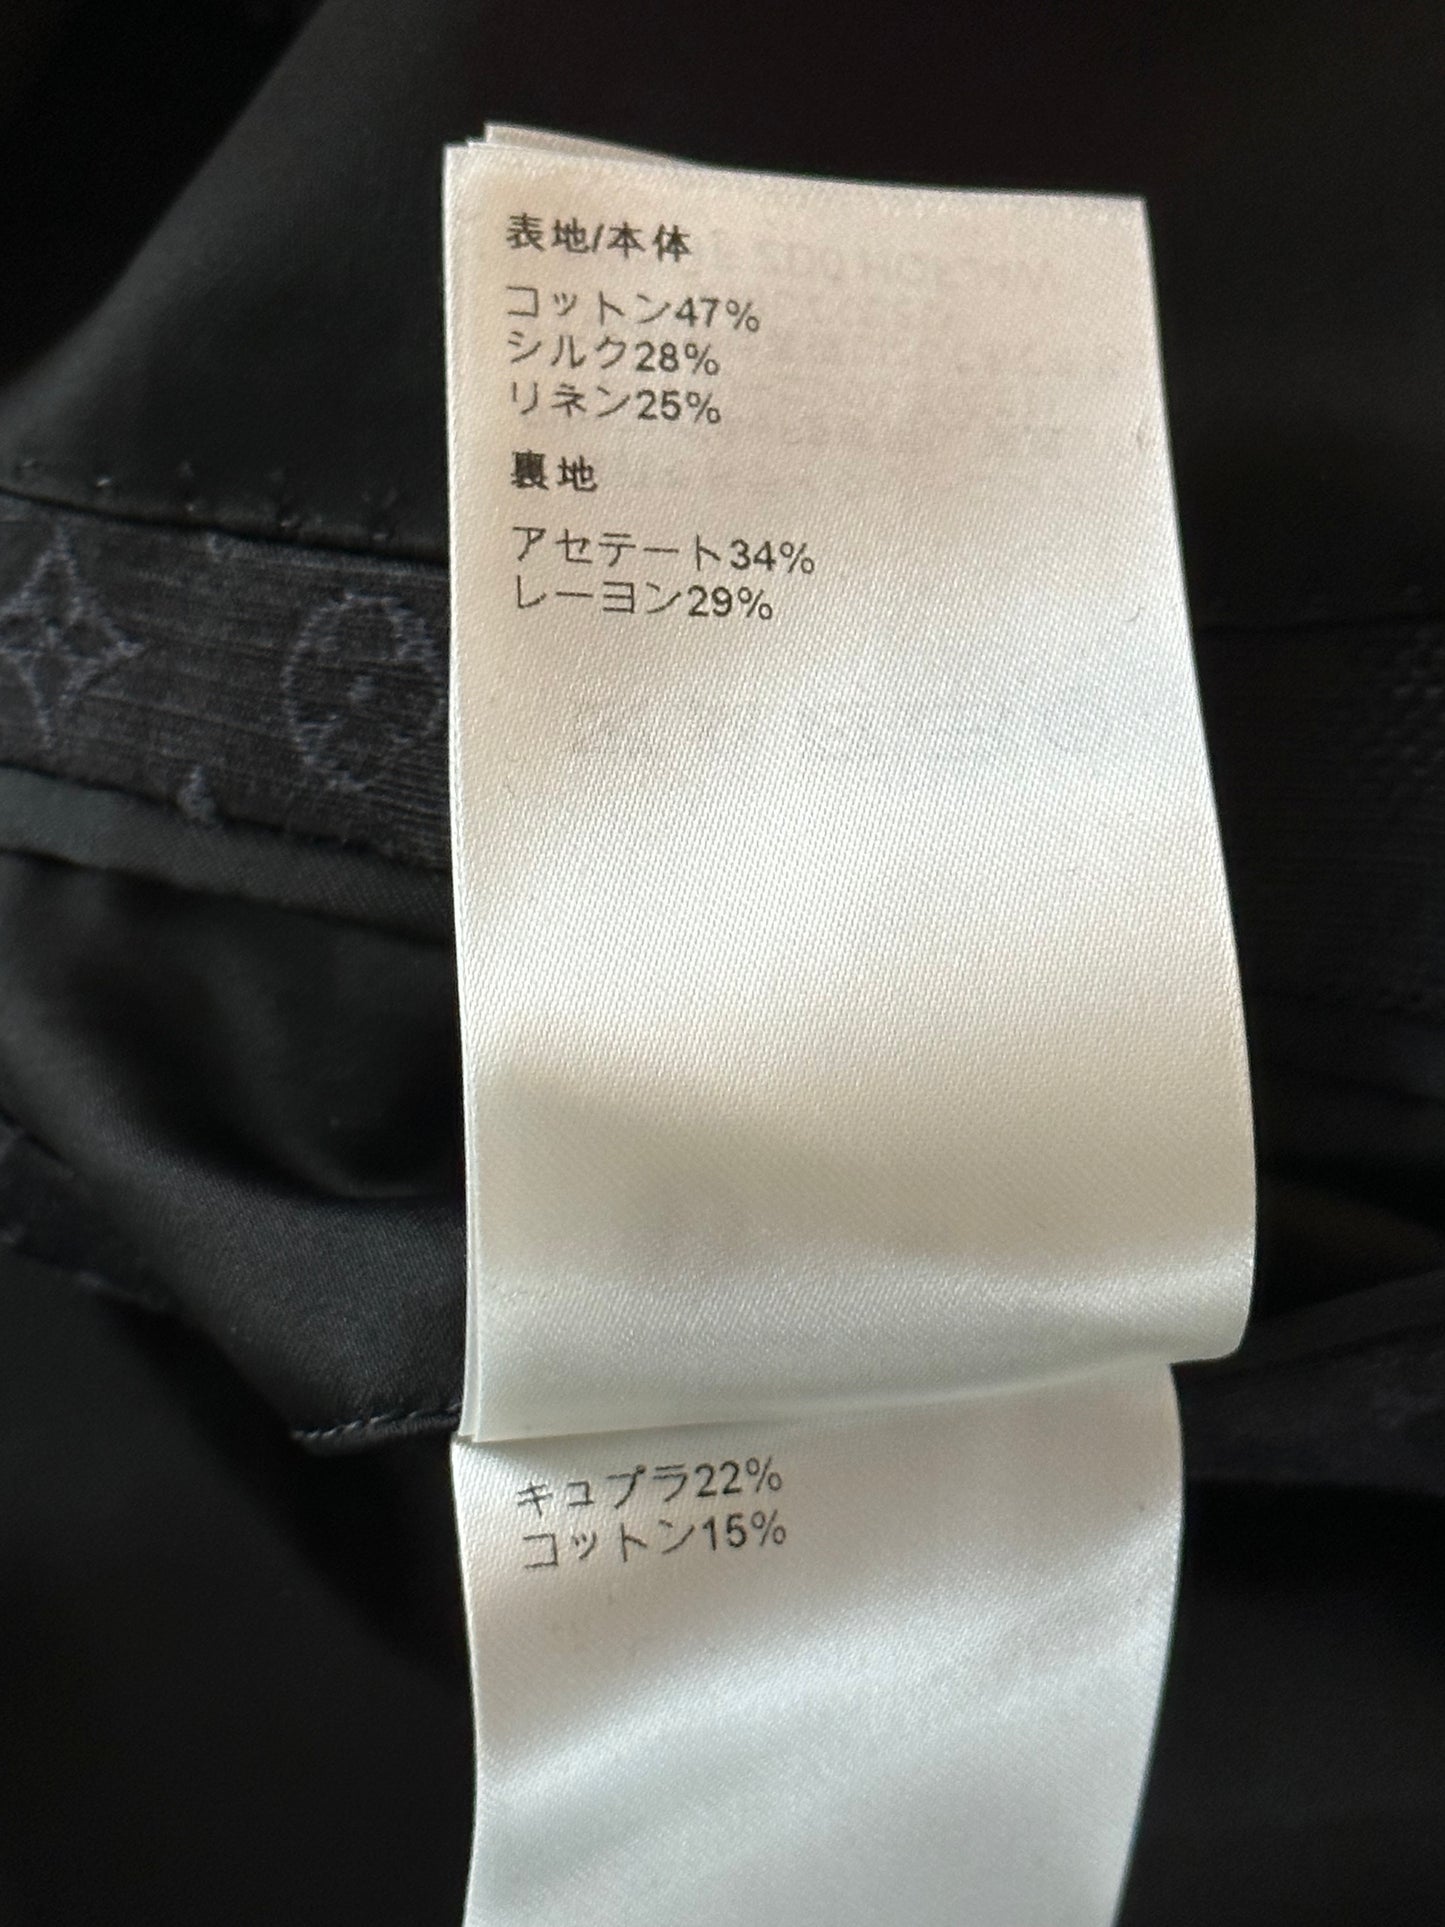 表地/本体
コットン47%
シルク28%
リネン25%
裏地
アセテート34%
レーヨン29%
キュプラ22%
コットン15%